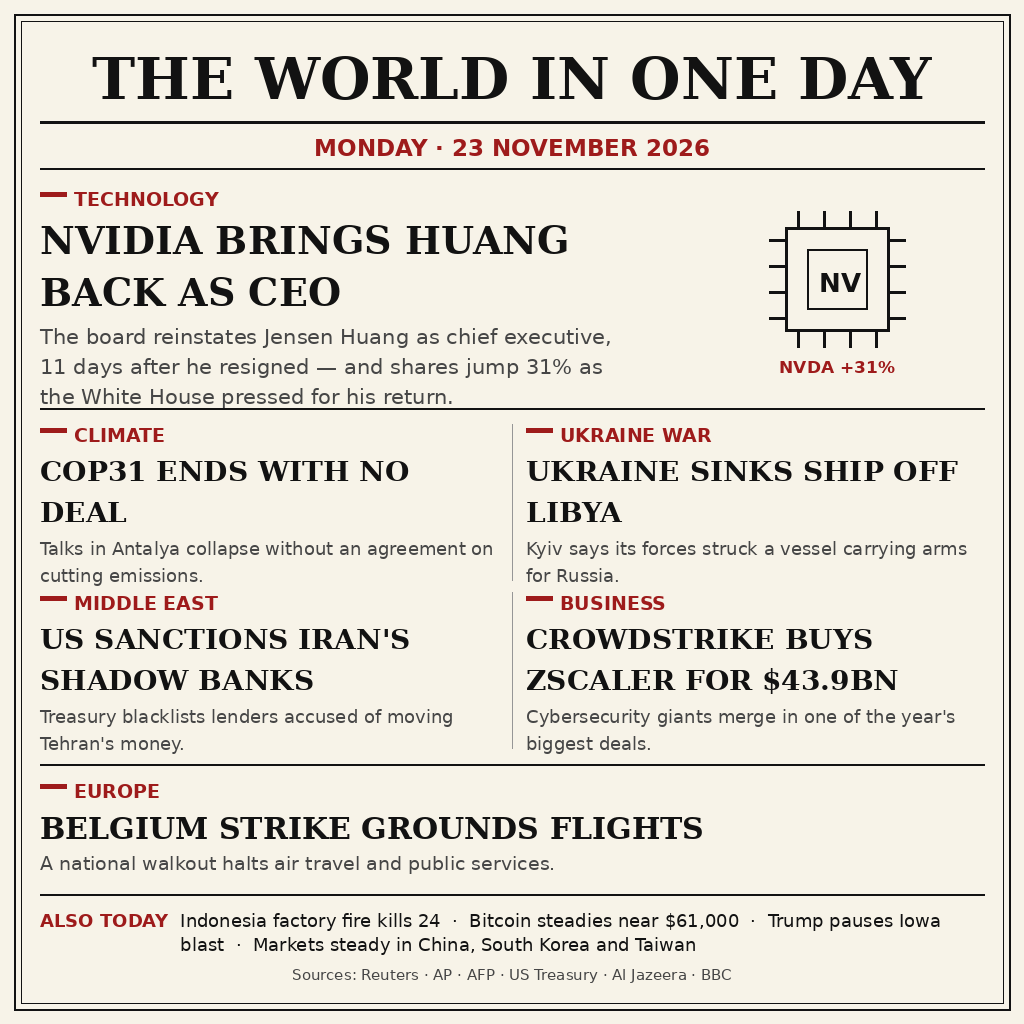 THE WORLD IN ONE DAY
MONDAY · 23 NOVEMBER 2026
TECHNOLOGY
NVIDIA BRINGS HUANG
BACK AS CEO
The board reinstates Jensen Huang as chief executive,
11 days after he resigned — and shares jump 31% as
the White House pressed for his return.
NV
NVDA +31%
CLIMATE
COP31 ENDS WITH NO
DEAL
Talks in Antalya collapse without an agreement on
cutting emissions.
UKRAINE WAR
UKRAINE SINKS SHIP OFF
LIBYA
Kyiv says its forces struck a vessel carrying arms
for Russia.
MIDDLE EAST
US SANCTIONS IRAN'S
SHADOW BANKS
Treasury blacklists lenders accused of moving
Tehran's money.
BUSINESS
CROWDSTRIKE BUYS
ZSCALER FOR $43.9BN
Cybersecurity giants merge in one of the year's
biggest deals.
EUROPE
BELGIUM STRIKE GROUNDS FLIGHTS
A national walkout halts air travel and public services.
ALSO TODAY Indonesia factory fire kills 24 · Bitcoin steadies near $61,000 · Trump pauses Iowa
blast · Markets steady in China, South Korea and Taiwan
Sources: Reuters · AP · AFP · US Treasury · Al Jazeera · BBC